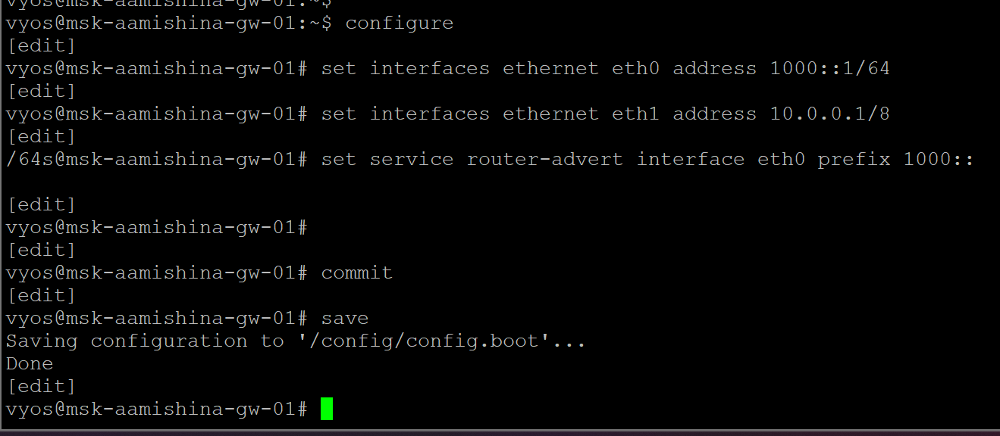 vyos@msk-aamishina-gw-01:~$
vyos@msk-aamishina-gw-01:~$ configure
[edit]
vyos@msk-aamishina-gw-01# set interfaces ethernet eth0 address 1000::1/64
[edit]
vyos@msk-aamishina-gw-01# set interfaces ethernet eth1 address 10.0.0.1/8
[edit]
/64s@msk-aamishina-gw-01# set service router-advert interface eth0 prefix 1000::
[edit]
vyos@msk-aamishina-gw-01#
[edit]
vyos@msk-aamishina-gw-01# commit
[edit]
vyos@msk-aamishina-gw-01# save
Saving configuration to '/config/config.boot'...
Done
[edit]
vyos@msk-aamishina-gw-01#